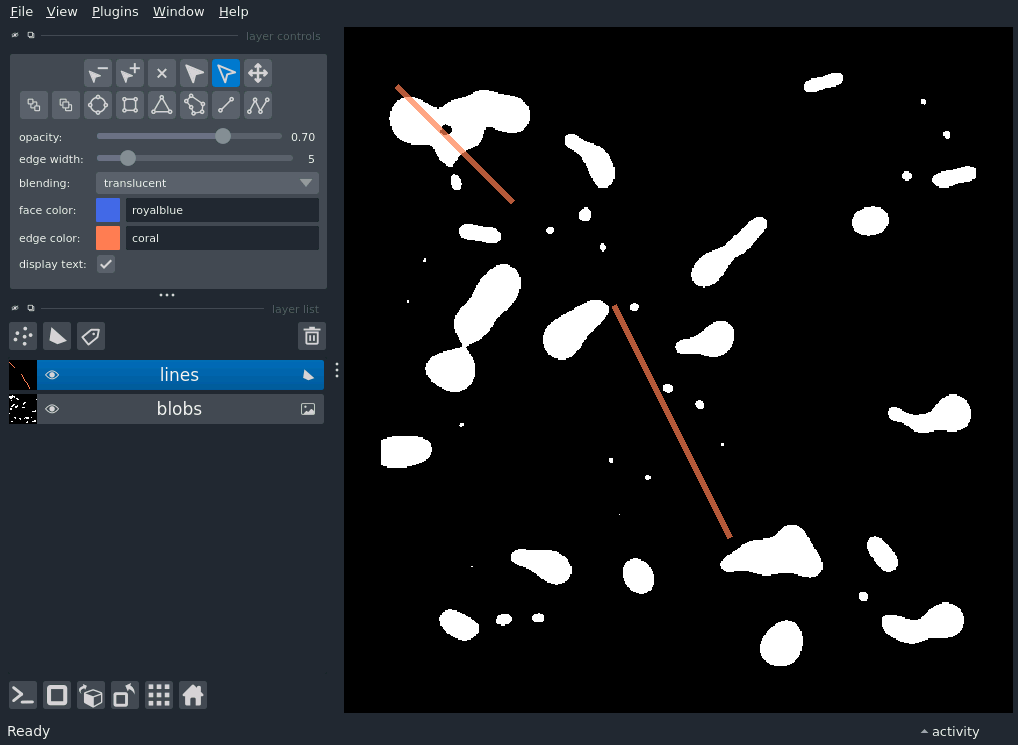 File View Plugins Window Help
layer controls
opacity: 0.70
edge width: 5
blending: translucent
face color: royalblue
edge color: coral
display text:
layer list
lines
blobs
Ready activity